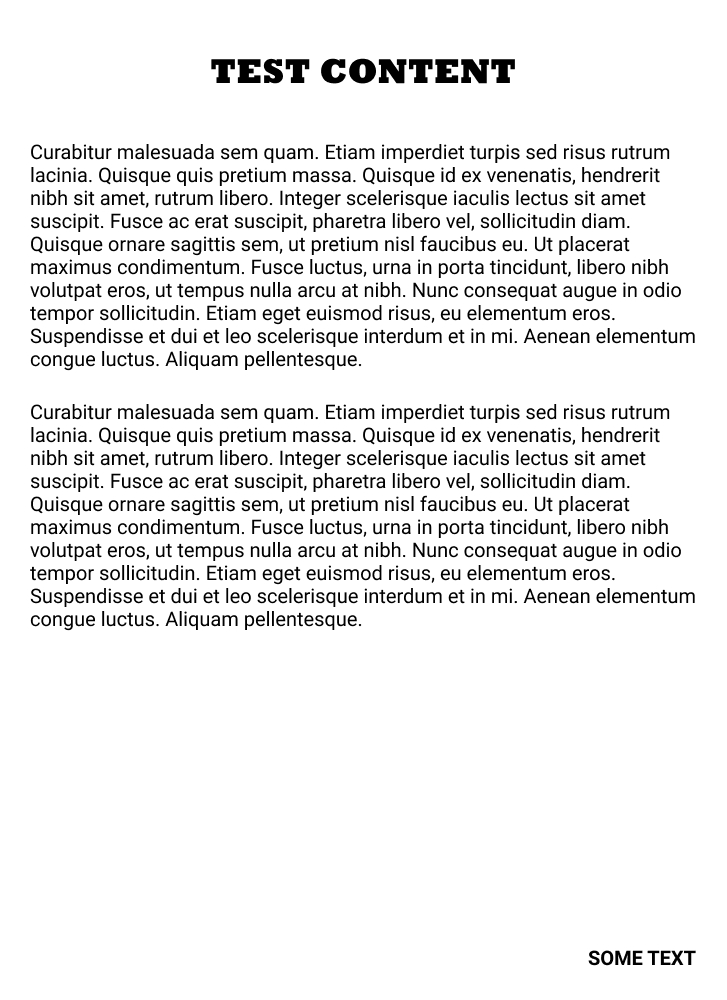 TEST CONTENT
Curabitur malesuada sem quam. Etiam imperdiet turpis sed risus rutrum
lacinia. Quisque quis pretium massa. Quisque id ex venenatis, hendrerit
nibh sit amet, rutrum libero. Integer scelerisque iaculis lectus sit amet
suscipit. Fusce ac erat suscipit, pharetra libero vel, sollicitudin diam.
Quisque ornare sagittis sem, ut pretium nisl faucibus eu. Ut placerat
maximus condimentum. Fusce luctus, urna in porta tincidunt, libero nibh
volutpat eros, ut tempus nulla arcu at nibh. Nunc consequat augue in odio
tempor sollicitudin. Etiam eget euismod risus, eu elementum eros.
Suspendisse et dui et leo scelerisque interdum et in mi. Aenean elementum
congue luctus. Aliquam pellentesque.
Curabitur malesuada sem quam. Etiam imperdiet turpis sed risus rutrum
lacinia. Quisque quis pretium massa. Quisque id ex venenatis, hendrerit
nibh sit amet, rutrum libero. Integer scelerisque iaculis lectus sit amet
suscipit. Fusce ac erat suscipit, pharetra libero vel, sollicitudin diam.
Quisque ornare sagittis sem, ut pretium nisl faucibus eu. Ut placerat
maximus condimentum. Fusce luctus, urna in porta tincidunt, libero nibh
volutpat eros, ut tempus nulla arcu at nibh. Nunc consequat augue in odio
tempor sollicitudin. Etiam eget euismod risus, eu elementum eros.
Suspendisse et dui et leo scelerisque interdum et in mi. Aenean elementum
congue luctus. Aliquam pellentesque.
SOME TEXT